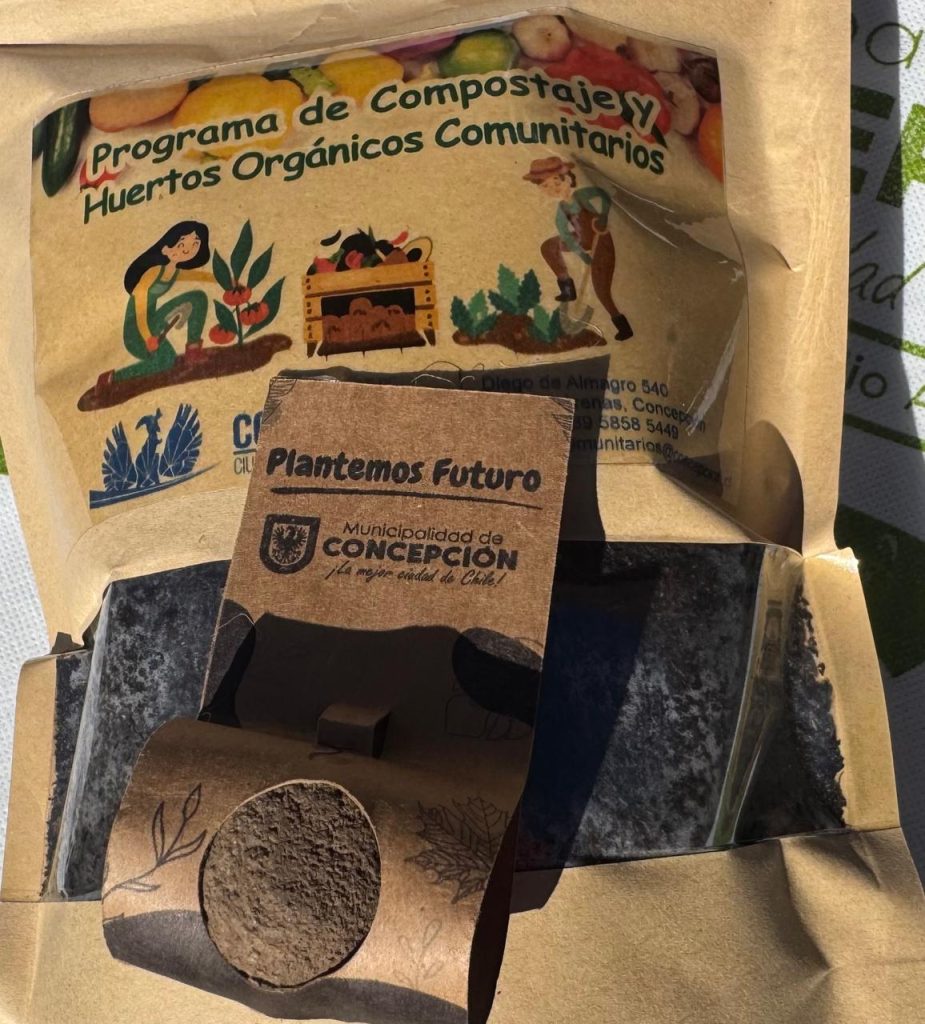 Programa de Compostaje y
Huertos Orgánicos Comunitarios
Diego de Almagro 540
Concepción
5858 5449
Plantemos Futuro
Municipalidad de
CONCEPCIÓN
¡La mejor ciudad de Chile!